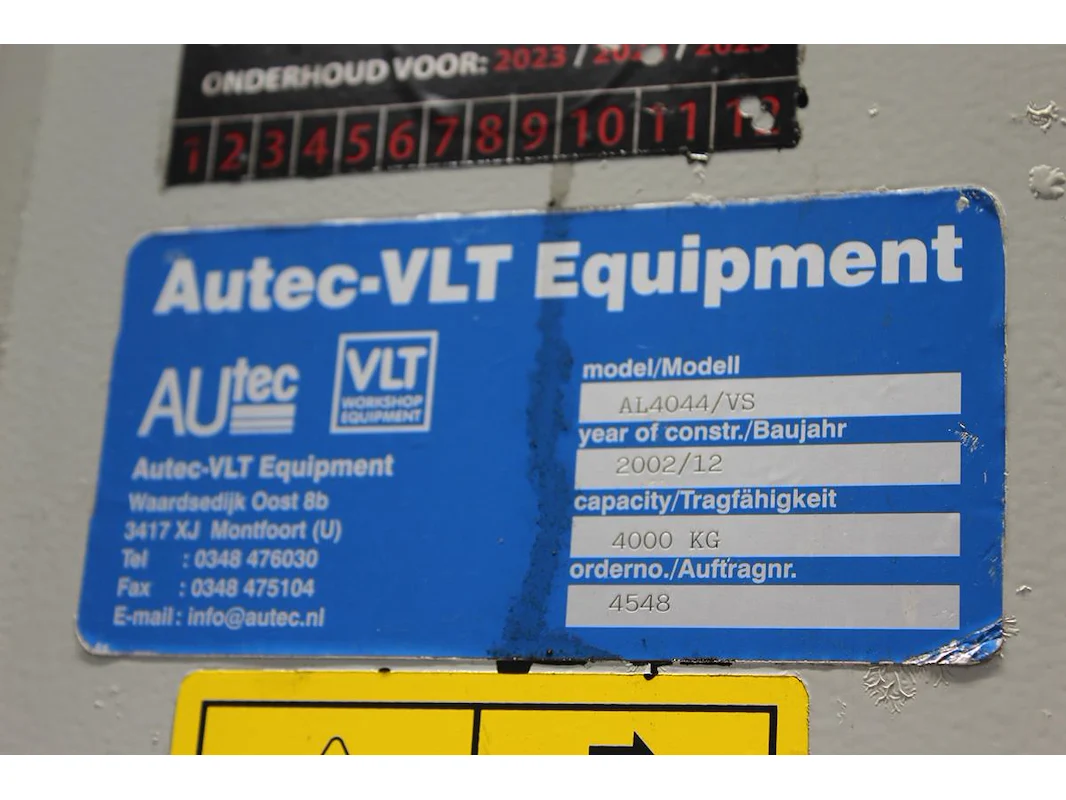 ONDERHOUD VOOR: 2023 / 2024 / 2025
1 2 3 4 5 6 7 8 9 10 11 12
Autec-VLT Equipment
AUtec
VLT
WORKSHOP
EQUIPMENT
Autec-VLT Equipment
Waardsedijk Oost 8b
3417 XJ Montfoort (U)
Tel : 0348 476030
Fax : 0348 475104
E-mail : info@autec.nl
model/Modell
AL4044/VS
year of constr./Baujahr
2002/12
capacity/Tragfähigkeit
4000 KG
orderno./Auftragnr.
4548